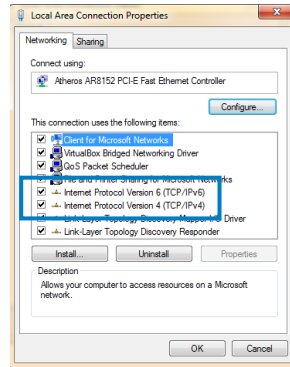 Local Area Connection Properties
Networking
Sharing
Connect using:
Atheros AR8152 PCI-E Fast Ethernet Controller
Configure...
This connection uses the following items:
Client for Microsoft Networks
VirtualBox Bridged Networking Driver
QoS Packet Scheduler
File and Printer Sharing for Microsoft Networks
Internet Protocol Version 6 (TCP/IPv6)
Internet Protocol Version 4 (TCP/IPv4)
Link-Layer Topology Discovery Mapper I/O Driver
Link-Layer Topology Discovery Responder
Install...
Uninstall
Properties
Description
Allows your computer to access resources on a Microsoft
network.
OK
Cancel